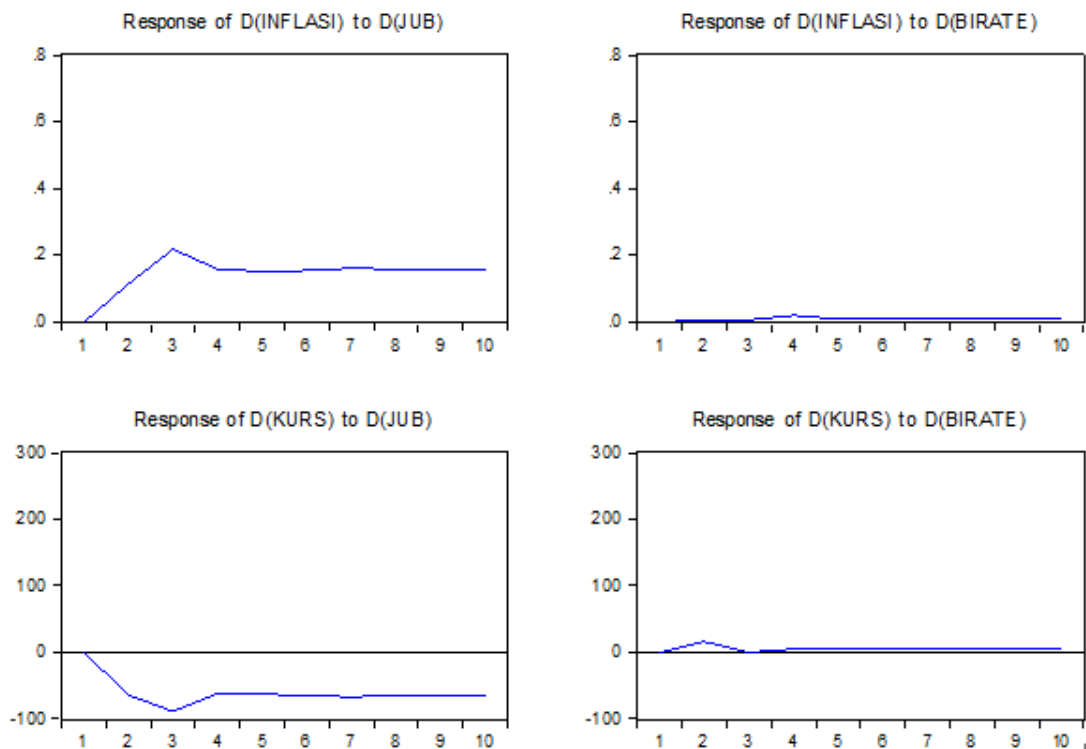 Response of D(INFLASI) to D(JUB)
.8
.6
.4
.2
.0
1 2 3 4 5 6 7 8 9 10
Response of D(INFLASI) to D(BIRATE)
.8
.6
.4
.2
.0
1 2 3 4 5 6 7 8 9 10
Response of D(KURS) to D(JUB)
300
200
100
0
-100
1 2 3 4 5 6 7 8 9 10
Response of D(KURS) to D(BIRATE)
300
200
100
0
-100
1 2 3 4 5 6 7 8 9 10